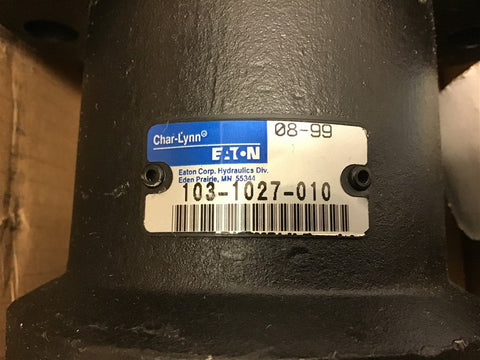 Char-Lynn®
08-99
EATON
Eaton Corp. Hydraulics Div.
Eden Prairie, MN 55344
103-1027-010